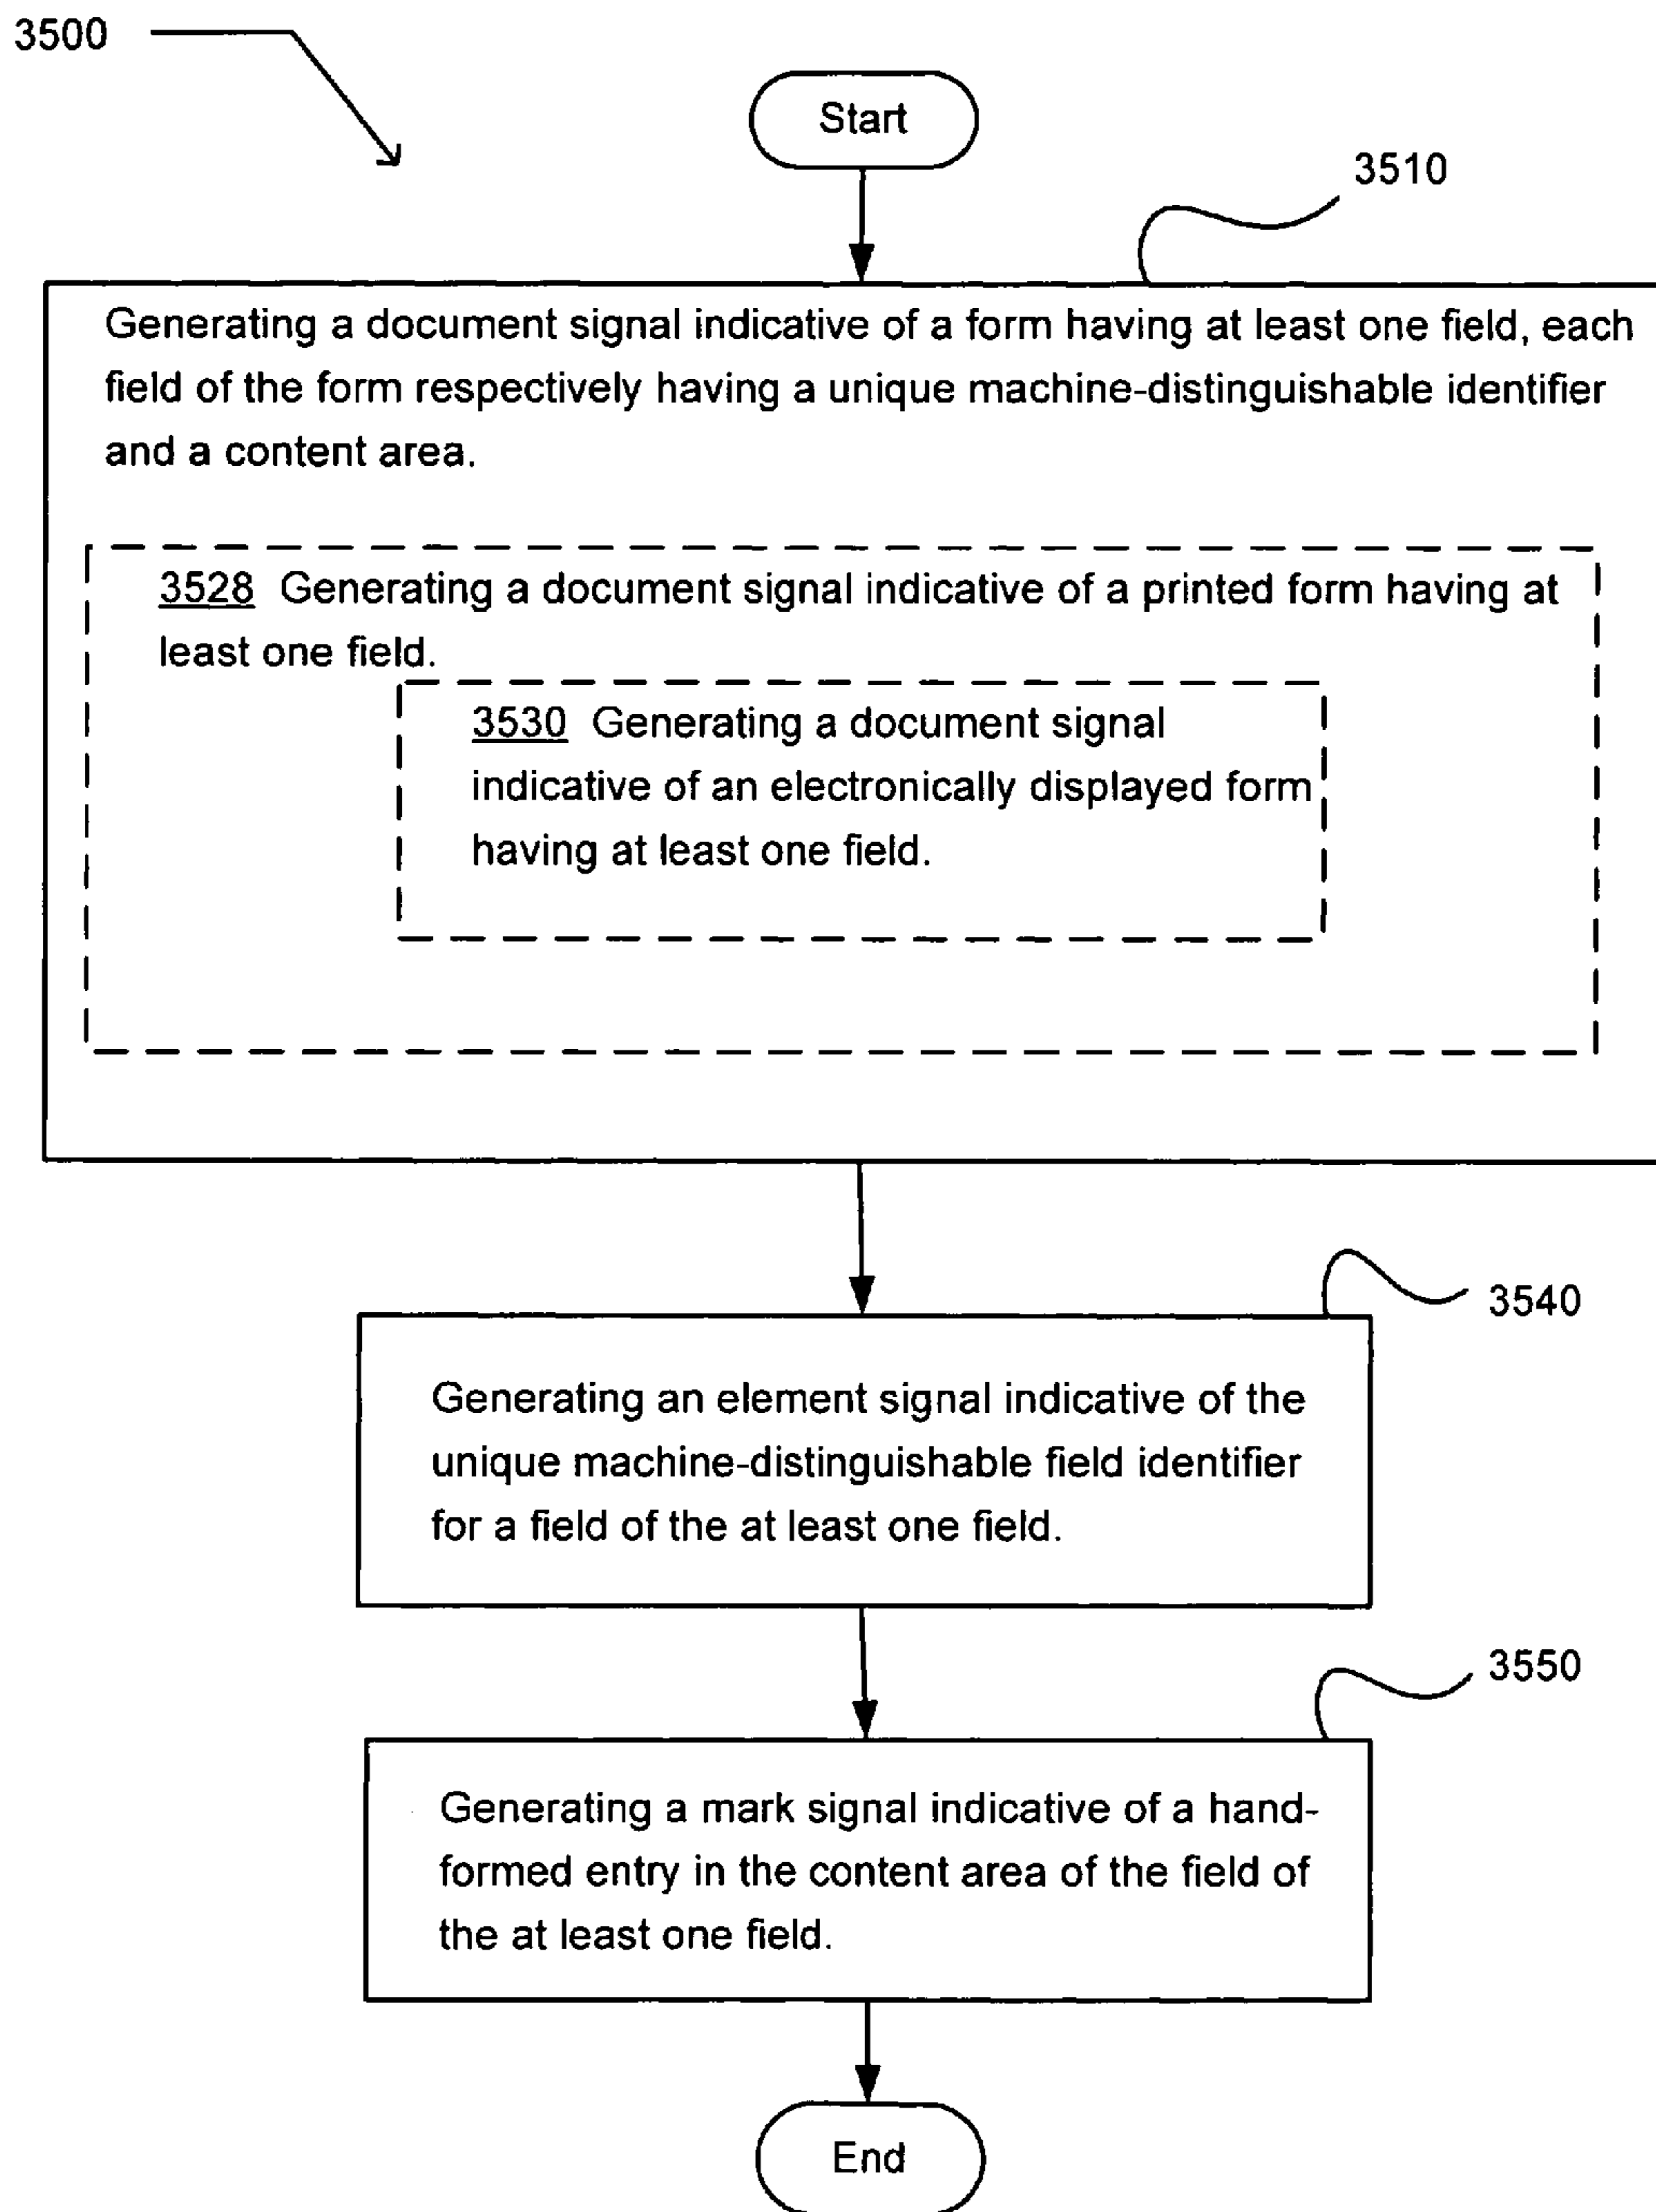 3500
Start
3510
Generating a document signal indicative of a form having at least one field, each
field of the form respectively having a unique machine-distinguishable identifier
and a content area.
3528 Generating a document signal indicative of a printed form having at
least one field.
3530 Generating a document signal
indicative of an electronically displayed form
having at least one field.
3540
Generating an element signal indicative of the
unique machine-distinguishable field identifier
for a field of the at least one field.
3550
Generating a mark signal indicative of a hand-
formed entry in the content area of the field of
the at least one field.
End